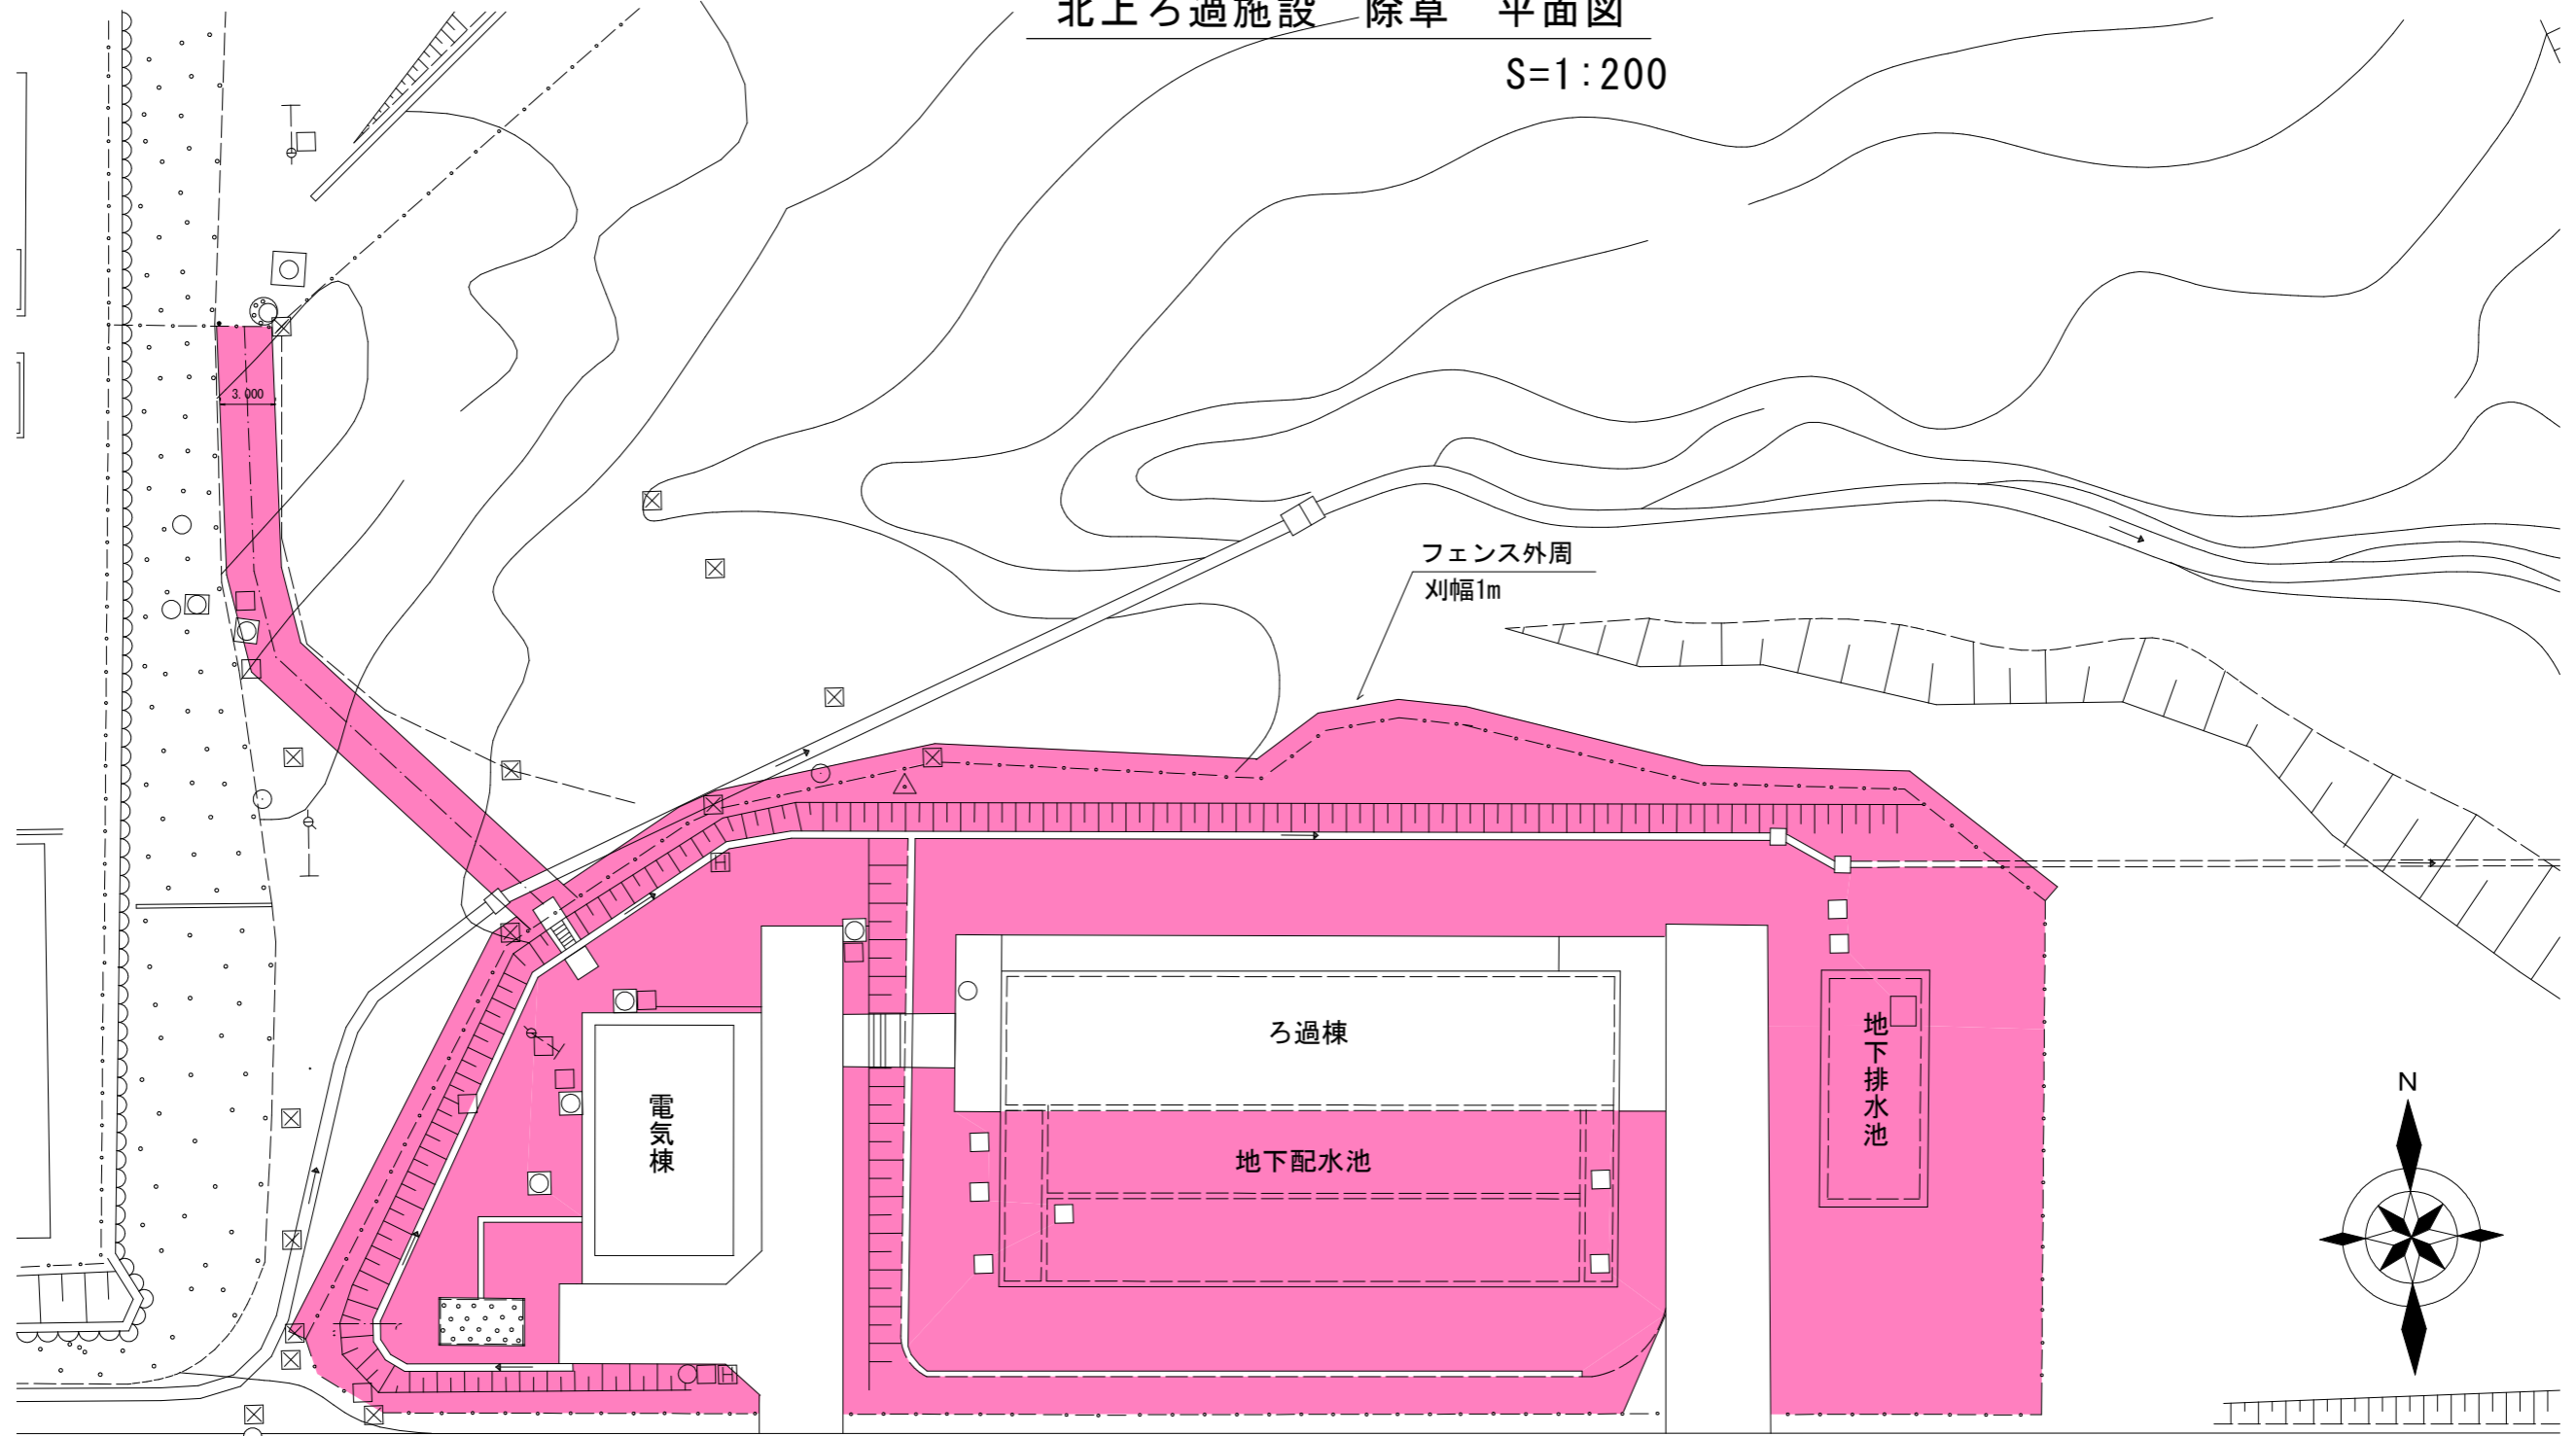 北上ろ過施設　除草　平面図
S=1:200
3.000
フェンス外周
刈幅1m
H
ろ過棟
地下排水池
N
電気棟
地下配水池
H